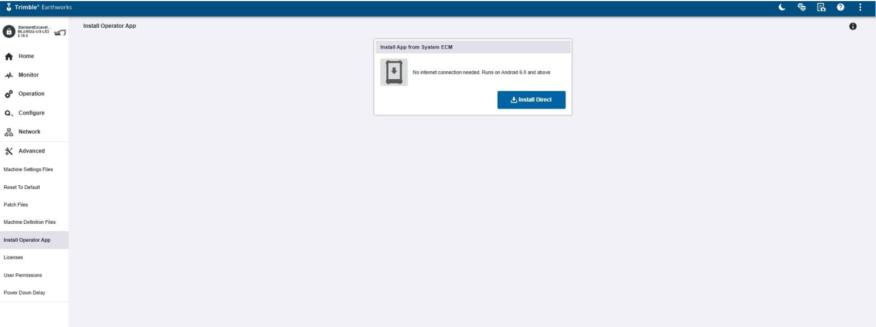 Trimble® Earthworks
Install Operator App
Home
Monitor
Operation
Configure
Network
Advanced
Machine Settings Files
Reset To Default
Patch Files
Machine Definition Files
Install Operator App
Licenses
User Permissions
Power Down Delay
Install App from System ECM
No internet connection needed. Runs on Android 6.0 and above
Install Direct